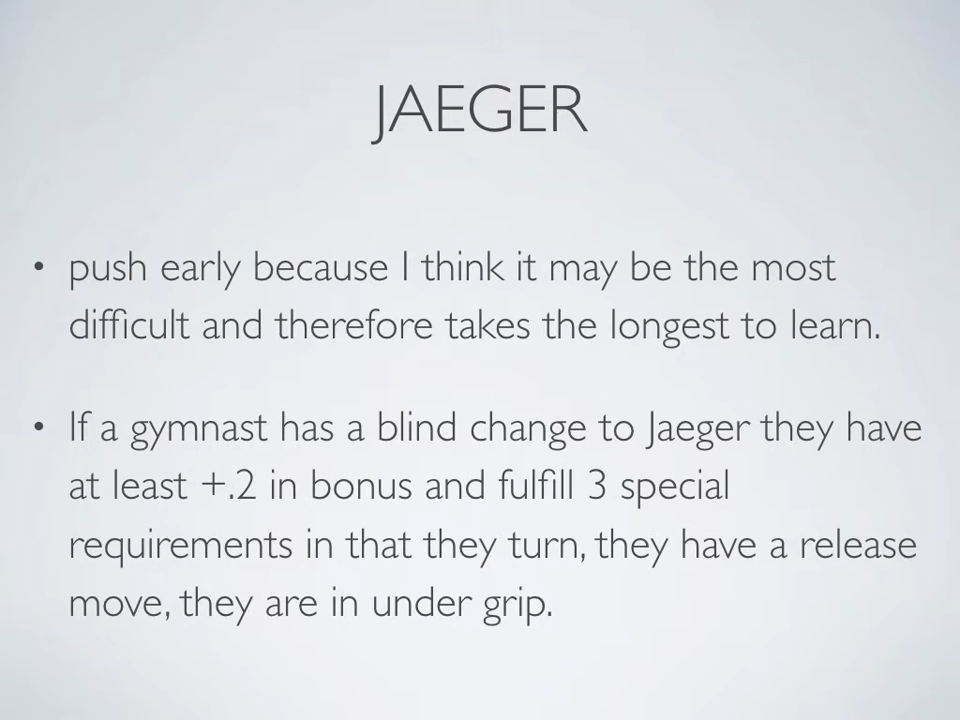 JAEGER
• push early because I think it may be the most
difficult and therefore takes the longest to learn.
• If a gymnast has a blind change to Jaeger they have
at least +.2 in bonus and fulfill 3 special
requirements in that they turn, they have a release
move, they are in under grip.